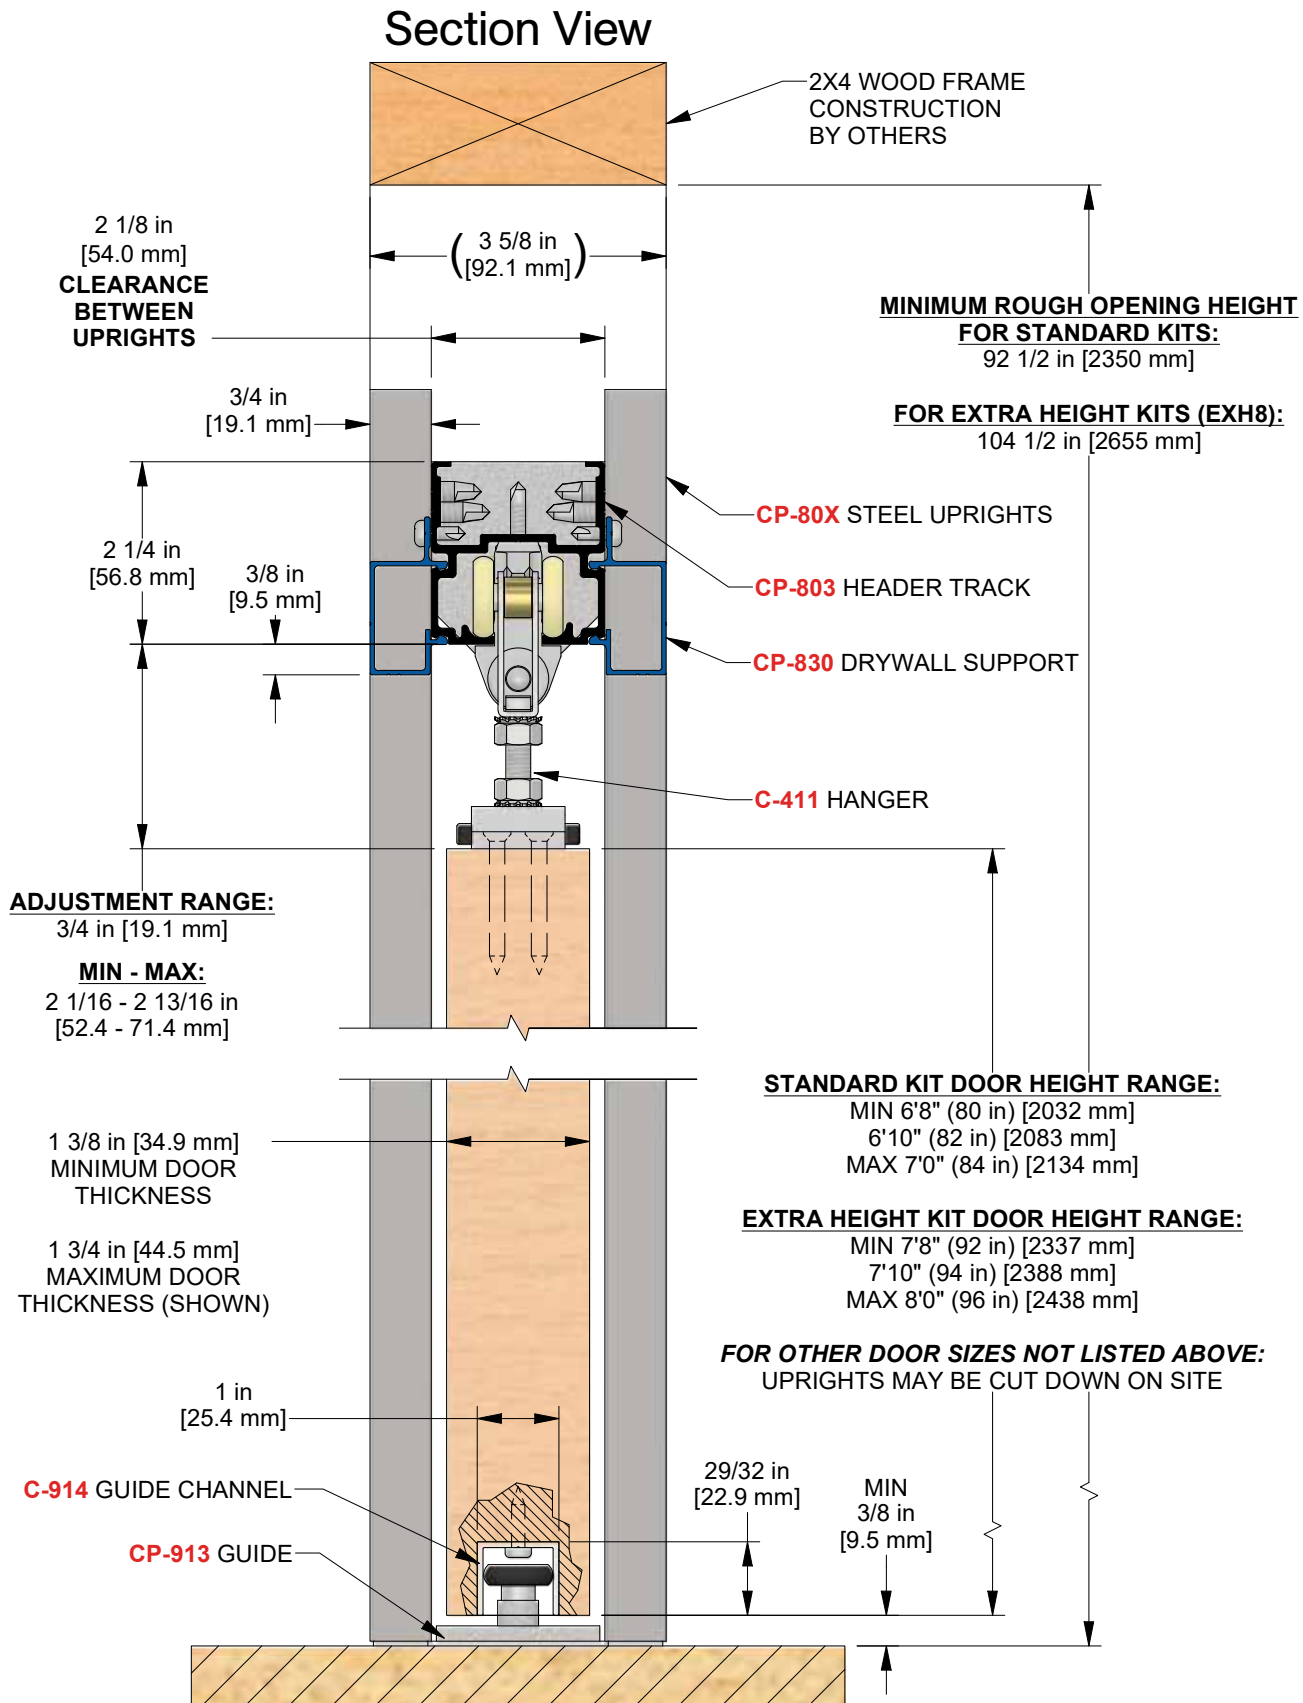 Section View
2X4 WOOD FRAME
CONSTRUCTION
BY OTHERS
2 1/8 in
[54.0 mm]
CLEARANCE
BETWEEN
UPRIGHTS
( 3 5/8 in )
[92.1 mm]
MINIMUM ROUGH OPENING HEIGHT
FOR STANDARD KITS:
92 1/2 in [2350 mm]
FOR EXTRA HEIGHT KITS (EXH8):
104 1/2 in [2655 mm]
3/4 in
[19.1 mm]
2 1/4 in
[56.8 mm]
3/8 in
[9.5 mm]
CP-80X STEEL UPRIGHTS
CP-803 HEADER TRACK
CP-830 DRYWALL SUPPORT
C-411 HANGER
ADJUSTMENT RANGE:
3/4 in [19.1 mm]
MIN - MAX:
2 1/16 - 2 13/16 in
[52.4 - 71.4 mm]
STANDARD KIT DOOR HEIGHT RANGE:
MIN 6'8" (80 in) [2032 mm]
6'10" (82 in) [2083 mm]
MAX 7'0" (84 in) [2134 mm]
1 3/8 in [34.9 mm]
MINIMUM DOOR
THICKNESS
1 3/4 in [44.5 mm]
MAXIMUM DOOR
THICKNESS (SHOWN)
EXTRA HEIGHT KIT DOOR HEIGHT RANGE:
MIN 7'8" (92 in) [2337 mm]
7'10" (94 in) [2388 mm]
MAX 8'0" (96 in) [2438 mm]
FOR OTHER DOOR SIZES NOT LISTED ABOVE:
UPRIGHTS MAY BE CUT DOWN ON SITE
1 in
[25.4 mm]
C-914 GUIDE CHANNEL
CP-913 GUIDE
29/32 in
[22.9 mm]
MIN
3/8 in
[9.5 mm]